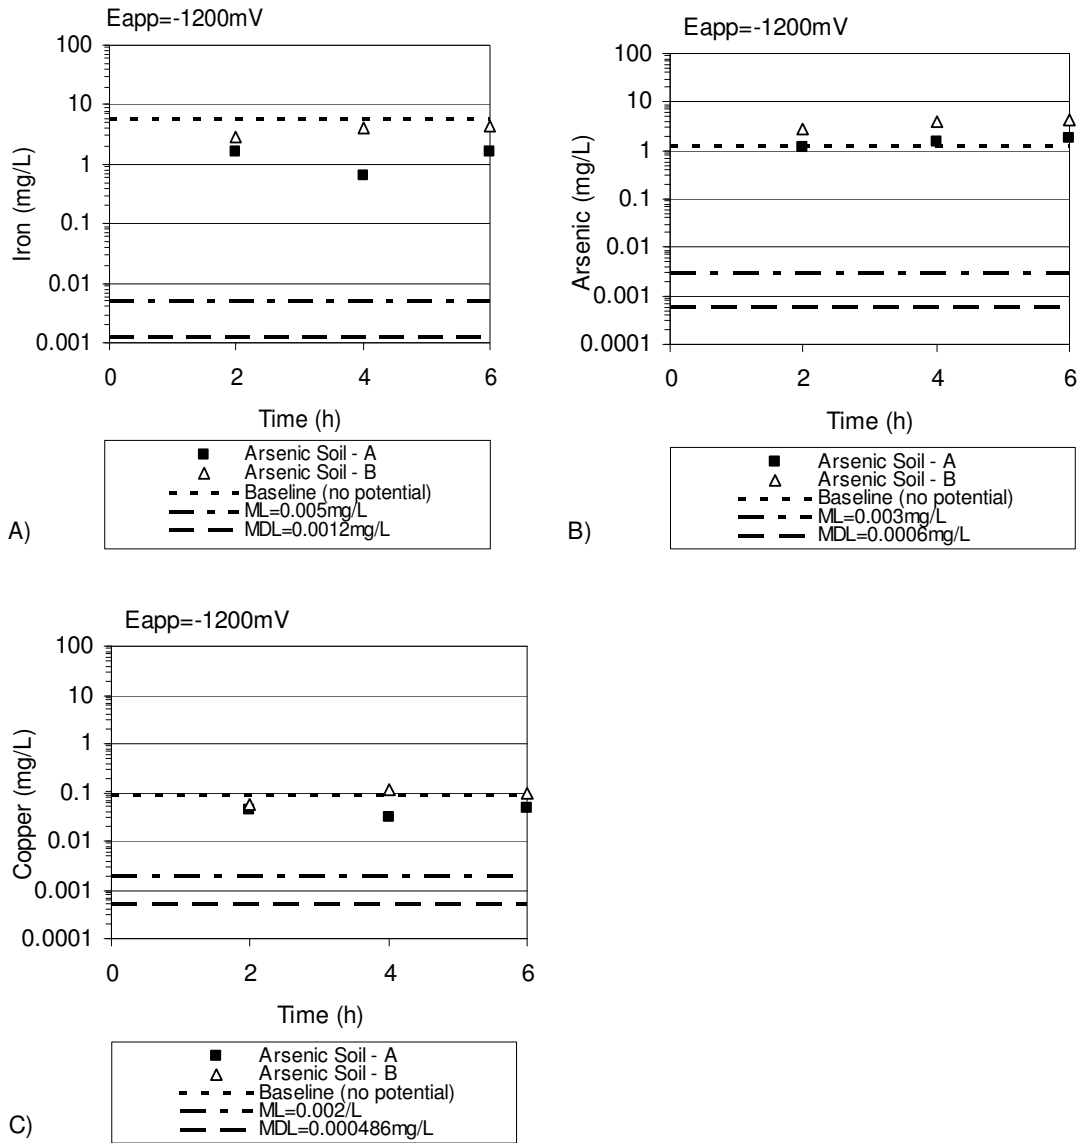 Eapp=-1200mV
100
10
1
0.1
0.01
0.001
Iron (mg/L)
0 2 4 6
Time (h)
Arsenic Soil - A
Arsenic Soil - B
Baseline (no potential)
ML=0.005mg/L
MDL=0.0012mg/L
A)
Eapp=-1200mV
100
10
1
0.1
0.01
0.001
0.0001
Arsenic (mg/L)
0 2 4 6
Time (h)
Arsenic Soil - A
Arsenic Soil - B
Baseline (no potential)
ML=0.003mg/L
MDL=0.0006mg/L
B)
Eapp=-1200mV
100
10
1
0.1
0.01
0.001
0.0001
Copper (mg/L)
0 2 4 6
Time (h)
Arsenic Soil - A
Arsenic Soil - B
Baseline (no potential)
ML=0.002/L
MDL=0.000486mg/L
C)